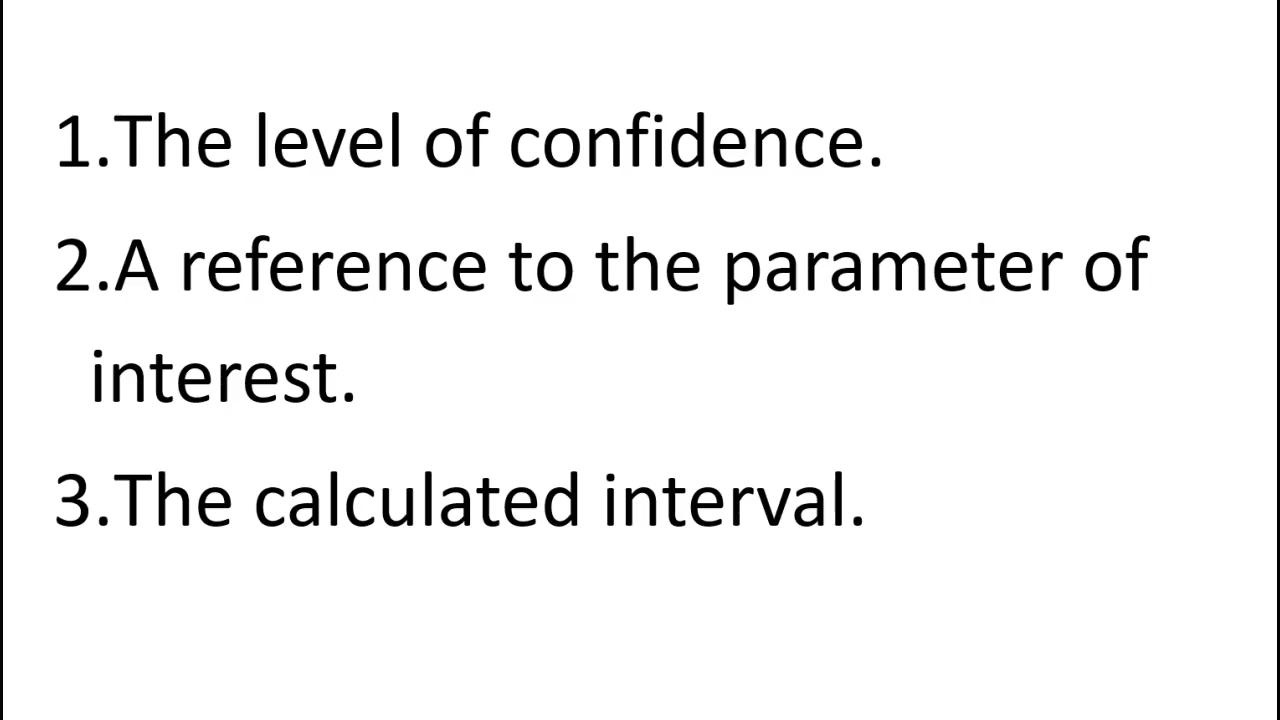 1.The level of confidence.
2.A reference to the parameter of
interest.
3.The calculated interval.